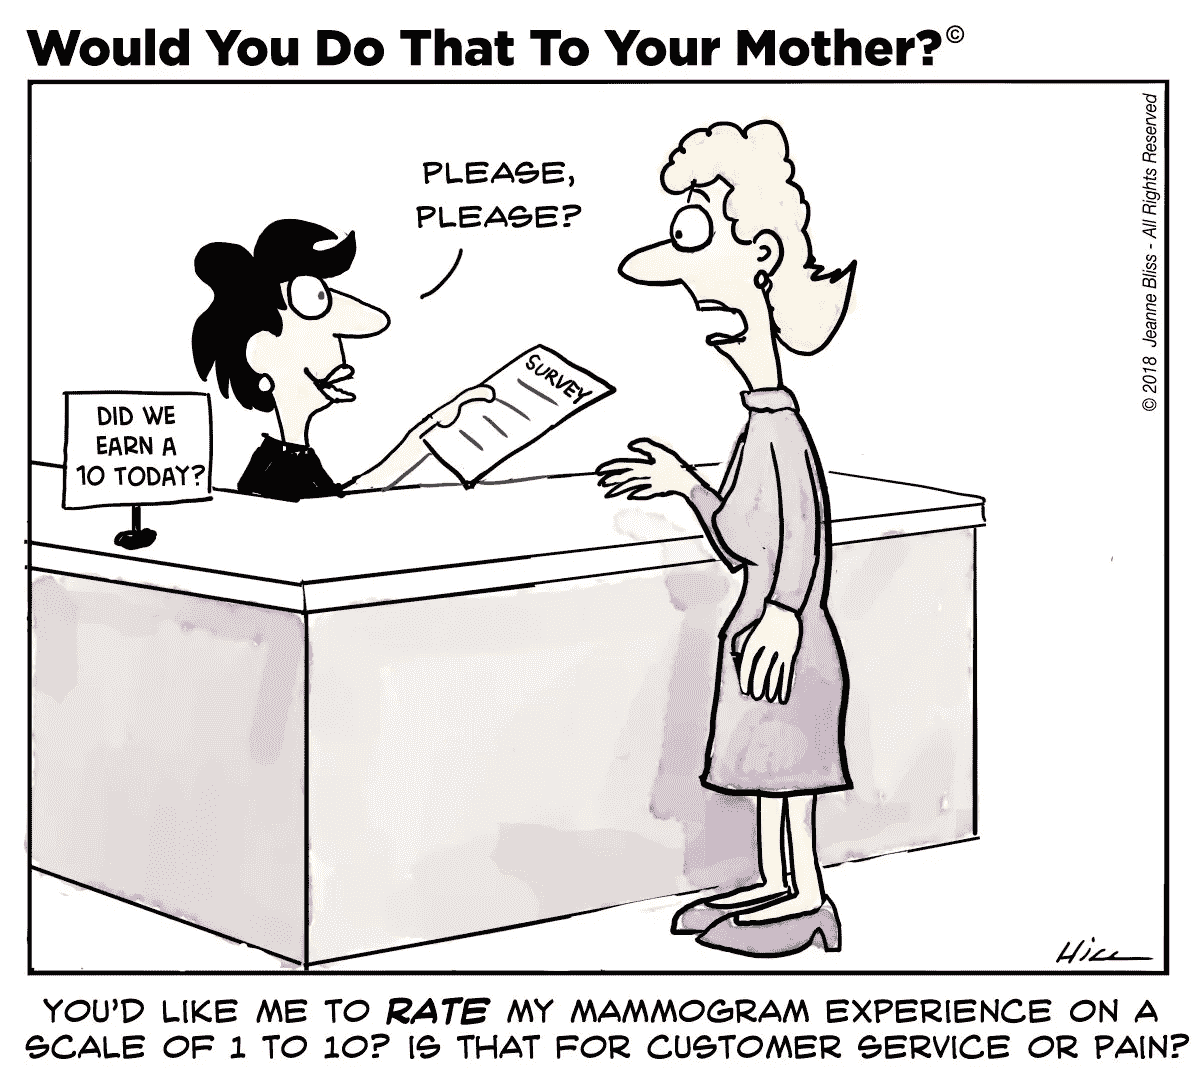 Would You Do That To Your Mother?©
© 2018 Jeanne Bliss - All Rights Reserved
PLEASE,
PLEASE?
SURVEY
DID WE
EARN A
10 TODAY?
Hill
YOU'D LIKE ME TO RATE MY MAMMOGRAM EXPERIENCE ON A
SCALE OF 1 TO 10? IS THAT FOR CUSTOMER SERVICE OR PAIN?